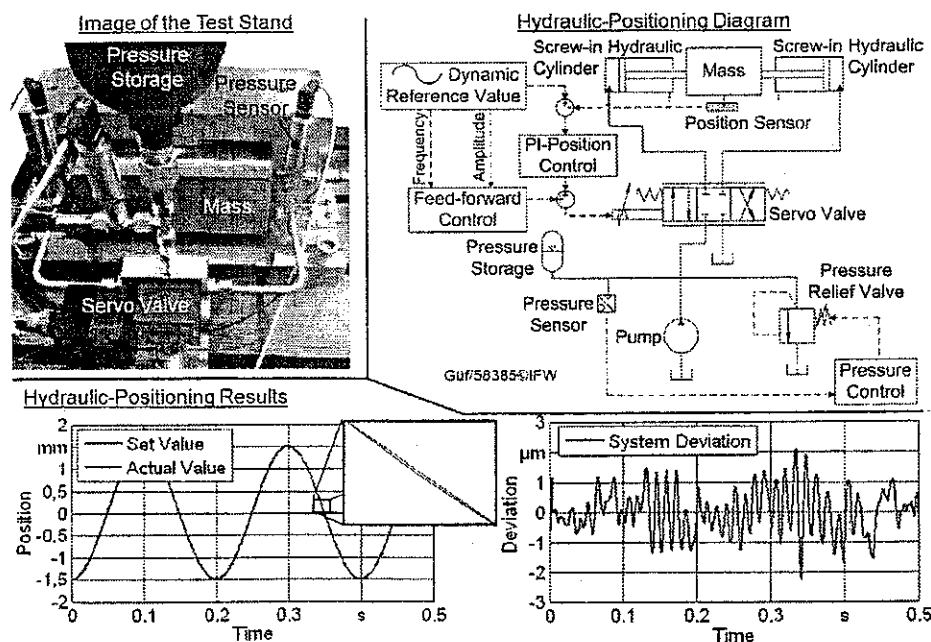 Image of the Test Stand
Pressure
Storage
Pressure
Sensor
Mass
Servo Valve
Hydraulic-Positioning Diagram
Screw-in Hydraulic
Cylinder
Screw-in Hydraulic
Cylinder
Mass
Dynamic
Reference Value
Position Sensor
Frequency
Amplitude
PI-Position
Control
Feed-forward
Control
Servo Valve
Pressure
Storage
Pressure
Sensor
Pump
Pressure
Relief Valve
Pressure
Control
Güf/58385©IFW
Hydraulic-Positioning Results
2
mm
1
0,5
0
-0.5
-1
-1,5
-2
Position
Set Value
Actual Value
0
0.1
0.2
0.3
s
0.5
Time
3
µm
1
0
-1
-2
-3
Deviation
System Deviation
0
0.1
0.2
0.3
s
0.5
Time